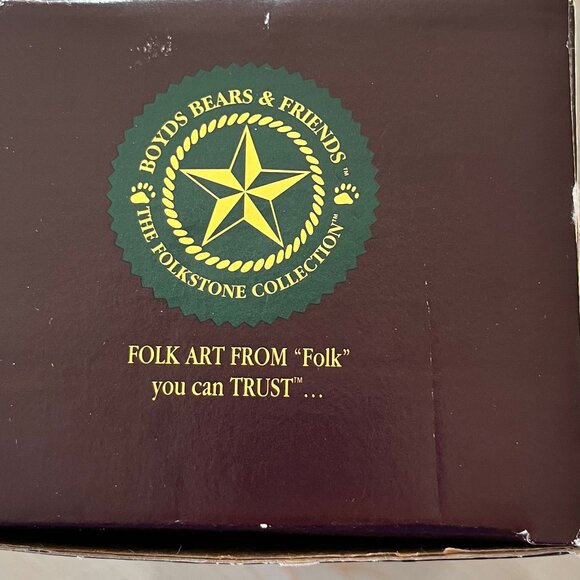 BOYDS BEARS & FRIENDS™
THE FOLKSTONE COLLECTION™
FOLK ART FROM “Folk”
you can TRUST™...